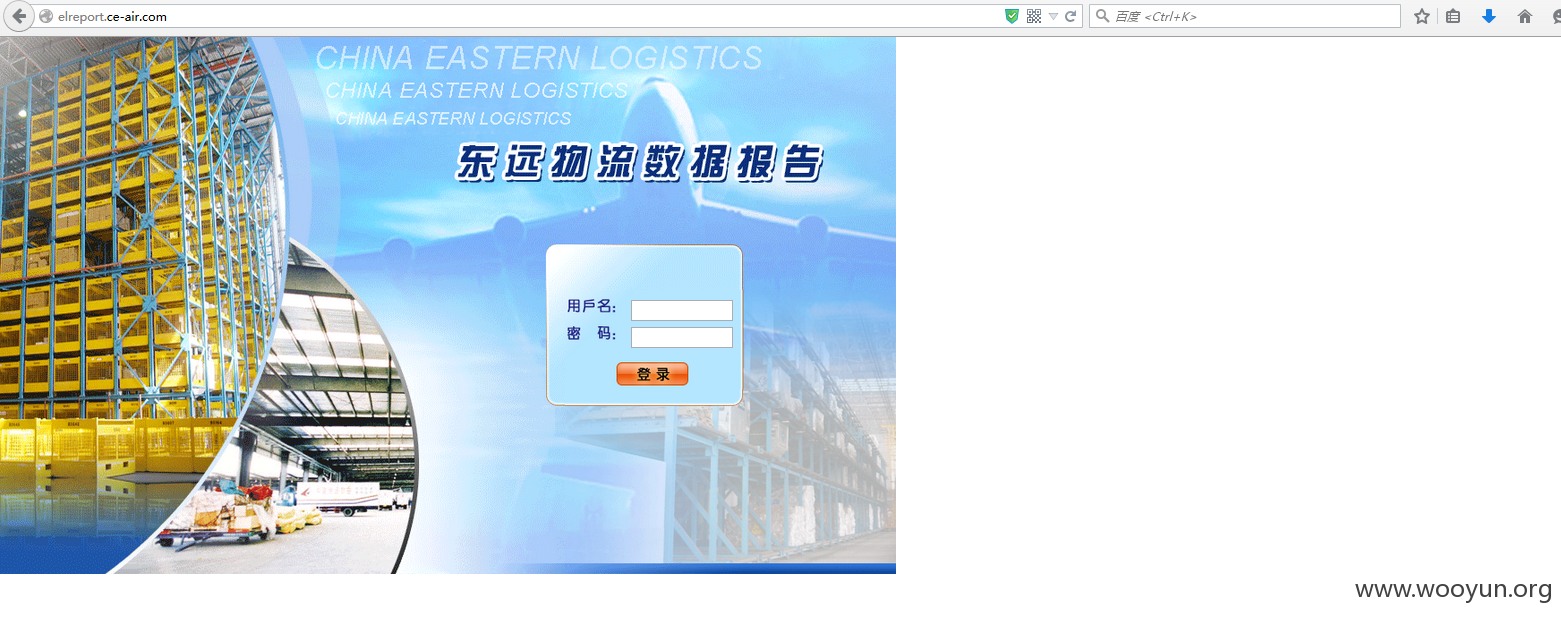 elreport.ce-air.com
百度 <Ctrl+K>
CHINA EASTERN LOGISTICS
CHINA EASTERN LOGISTICS
CHINA EASTERN LOGISTICS
东远物流数据报告
用戶名:
密 码:
登 录
www.wooyun.org